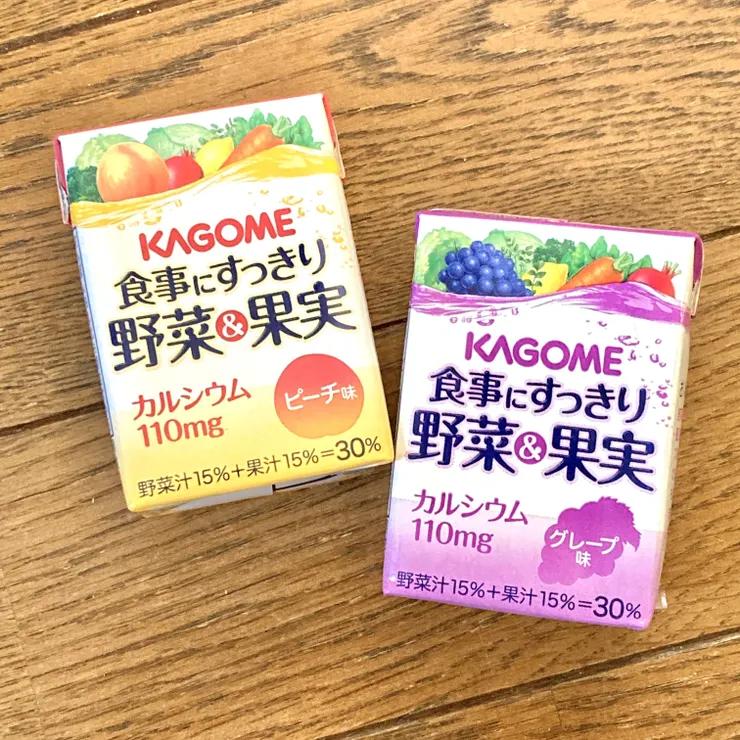 KAGOME
食事にすっきり
野菜&果実
カルシウム
110mg
ピーチ味
野菜汁15%+果汁15%=30%
KAGOME
食事にすっきり
野菜&果実
カルシウム
110mg
グレープ
味
野菜汁15%+果汁15%=30%